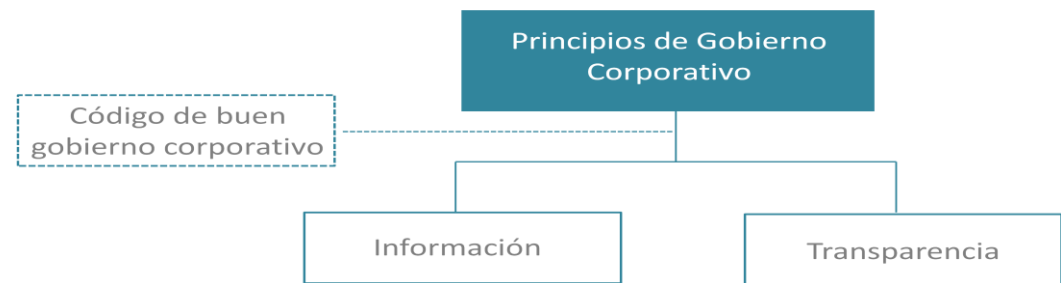 Principios de Gobierno
Corporativo
Código de buen
gobierno corporativo
Información
Transparencia